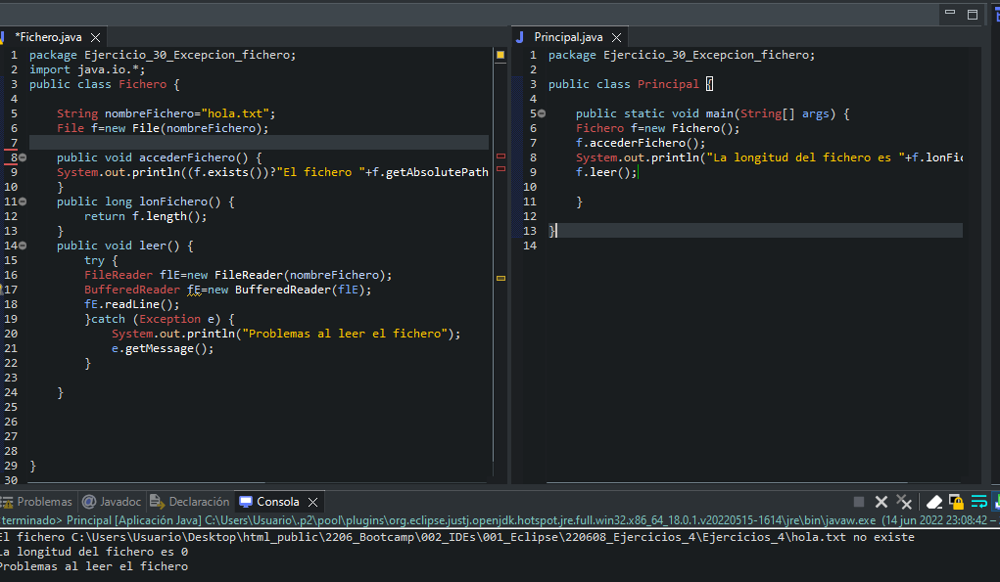 *Fichero.java
1 package Ejercicio_30_Excepcion_fichero;
2 import java.io.*;
3 public class Fichero {
4
5 String nombreFichero="hola.txt";
6 File f=new File(nombreFichero);
7
8 public void accederFichero() {
9 System.out.println((f.exists())?"El fichero "+f.getAbsolutePath
10 }
11 public long lonFichero() {
12 return f.length();
13 }
14 public void leer() {
15 try {
16 FileReader flE=new FileReader(nombreFichero);
17 BufferedReader fE=new BufferedReader(flE);
18 fE.readLine();
19 }catch (Exception e) {
20 System.out.println("Problemas al leer el fichero");
21 e.getMessage();
22 }
23
24 }
25
26
27
28
29 }
30
Principal.java
1 package Ejercicio_30_Excepcion_fichero;
2
3 public class Principal {
4
5 public static void main(String[] args) {
6 Fichero f=new Fichero();
7 f.accederFichero();
8 System.out.println("La longitud del fichero es "+f.lonFic
9 f.leer();
10
11 }
12
13 }
14
Problemas @ Javadoc Declaración Consola
terminado> Principal [Aplicación Java] C:\Users\Usuario\.p2\pool\plugins\org.eclipse.justj.openjdk.hotspot.jre.full.win32.x86_64_18.0.1.v20220515-1614\jre\bin\javaw.exe (14 jun 2022 23:08:42 –
El fichero C:\Users\Usuario\Desktop\html_public\2206_Bootcamp\002_IDEs\001_Eclipse\220608_Ejercicios_4\Ejercicios_4\hola.txt no existe
La longitud del fichero es 0
Problemas al leer el fichero